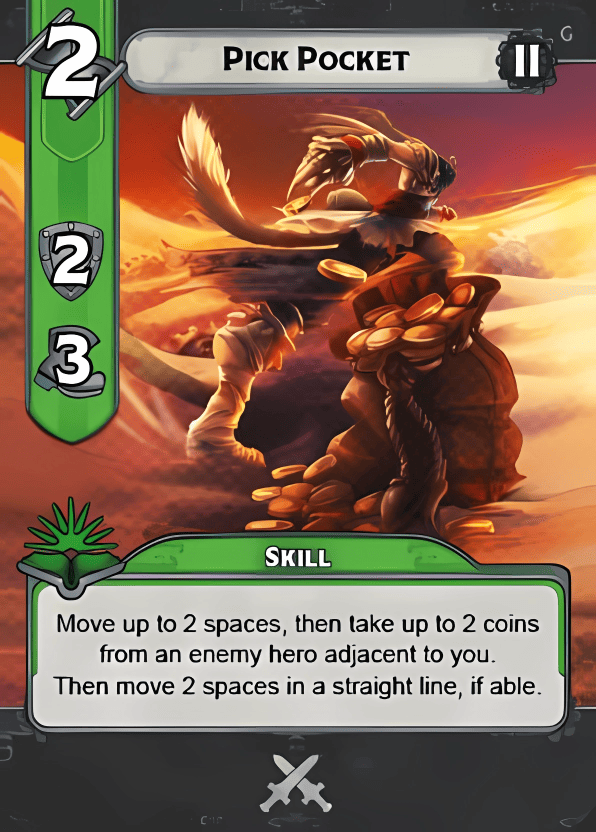 2
PICK POCKET
II
2
3
SKILL
Move up to 2 spaces, then take up to 2 coins
from an enemy hero adjacent to you.
Then move 2 spaces in a straight line, if able.